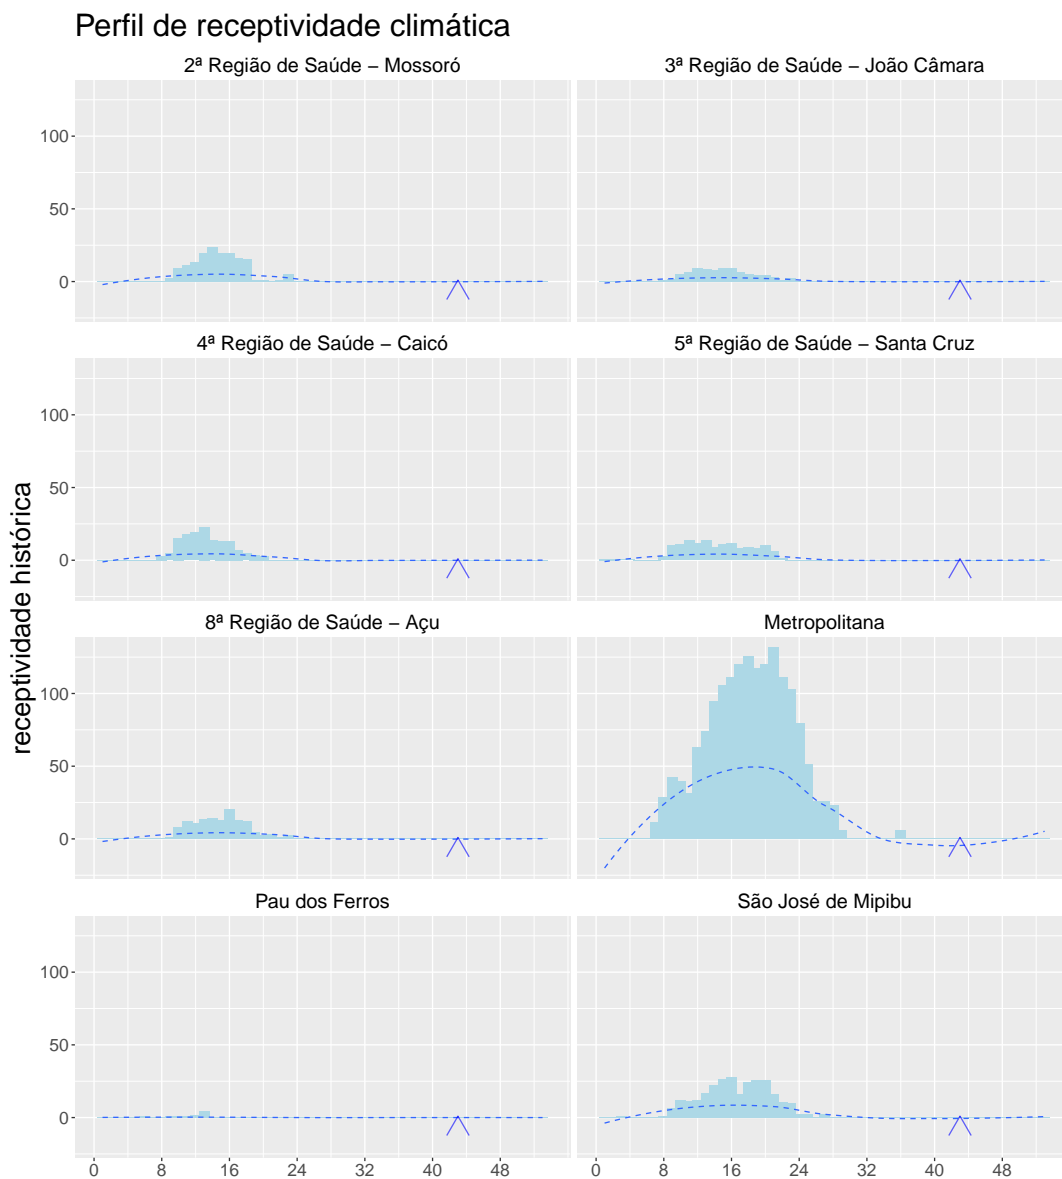 Perfil de receptividade climática
2ª Região de Saúde – Mossoró
3ª Região de Saúde – João Câmara
100
50
0
4ª Região de Saúde – Caicó
5ª Região de Saúde – Santa Cruz
100
50
0
receptividade histórica
8ª Região de Saúde – Açu
Metropolitana
100
50
0
Pau dos Ferros
São José de Mipibu
100
50
0
0 8 16 24 32 40 48
0 8 16 24 32 40 48